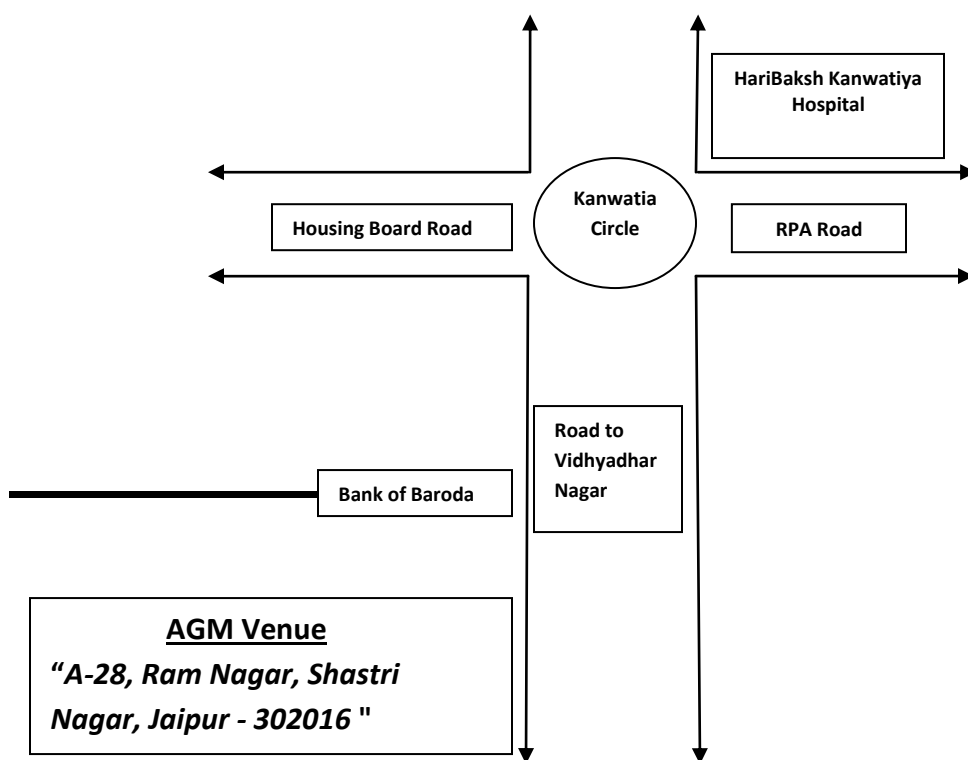 HariBaksh Kanwatiya
Hospital
Kanwatia
Circle
Housing Board Road
RPA Road
Road to
Vidhyadhar
Nagar
Bank of Baroda
AGM Venue
“A-28, Ram Nagar, Shastri
Nagar, Jaipur - 302016 "